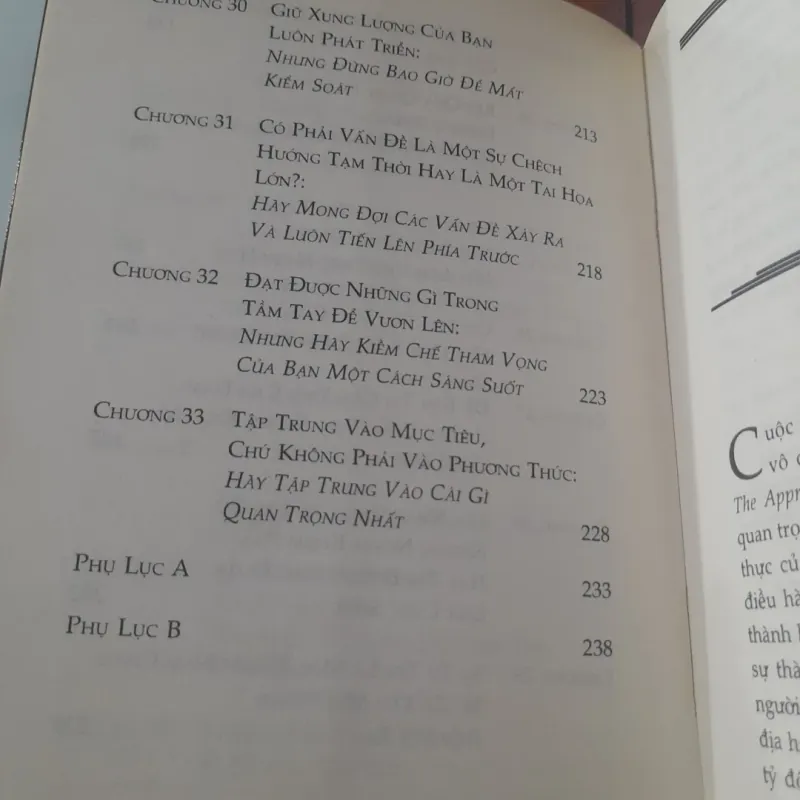 CHƯƠNG 30 GIỮ XUNG LƯỢNG CỦA BẠN
LUÔN PHÁT TRIỂN:
NHƯNG ĐỪNG BAO GIỜ ĐỂ MẤT
KIỂM SOÁT 213
CHƯƠNG 31 CÓ PHẢI VẤN ĐỀ LÀ MỘT SỰ CHỆCH
HƯỚNG TẠM THỜI HAY LÀ MỘT TAI HỌA
LỚN?:
HÃY MONG ĐỢI CÁC VẤN ĐỀ XẢY RA
VÀ LUÔN TIẾN LÊN PHÍA TRƯỚC 218
CHƯƠNG 32 ĐẠT ĐƯỢC NHỮNG GÌ TRONG
TẦM TAY ĐỂ VƯƠN LÊN:
NHƯNG HÃY KIỀM CHẾ THAM VỌNG
CỦA BẠN MỘT CÁCH SÁNG SUỐT 223
CHƯƠNG 33 TẬP TRUNG VÀO MỤC TIÊU,
CHỨ KHÔNG PHẢI VÀO PHƯƠNG THỨC:
HÃY TẬP TRUNG VÀO CÁI GÌ
QUAN TRỌNG NHẤT 228
PHỤ LỤC A 233
PHỤ LỤC B 238
Cuộc
vô
The Appr
quan trọ
thực củ
điều hà
thành
sự thà
người
địa h
tỷ đô